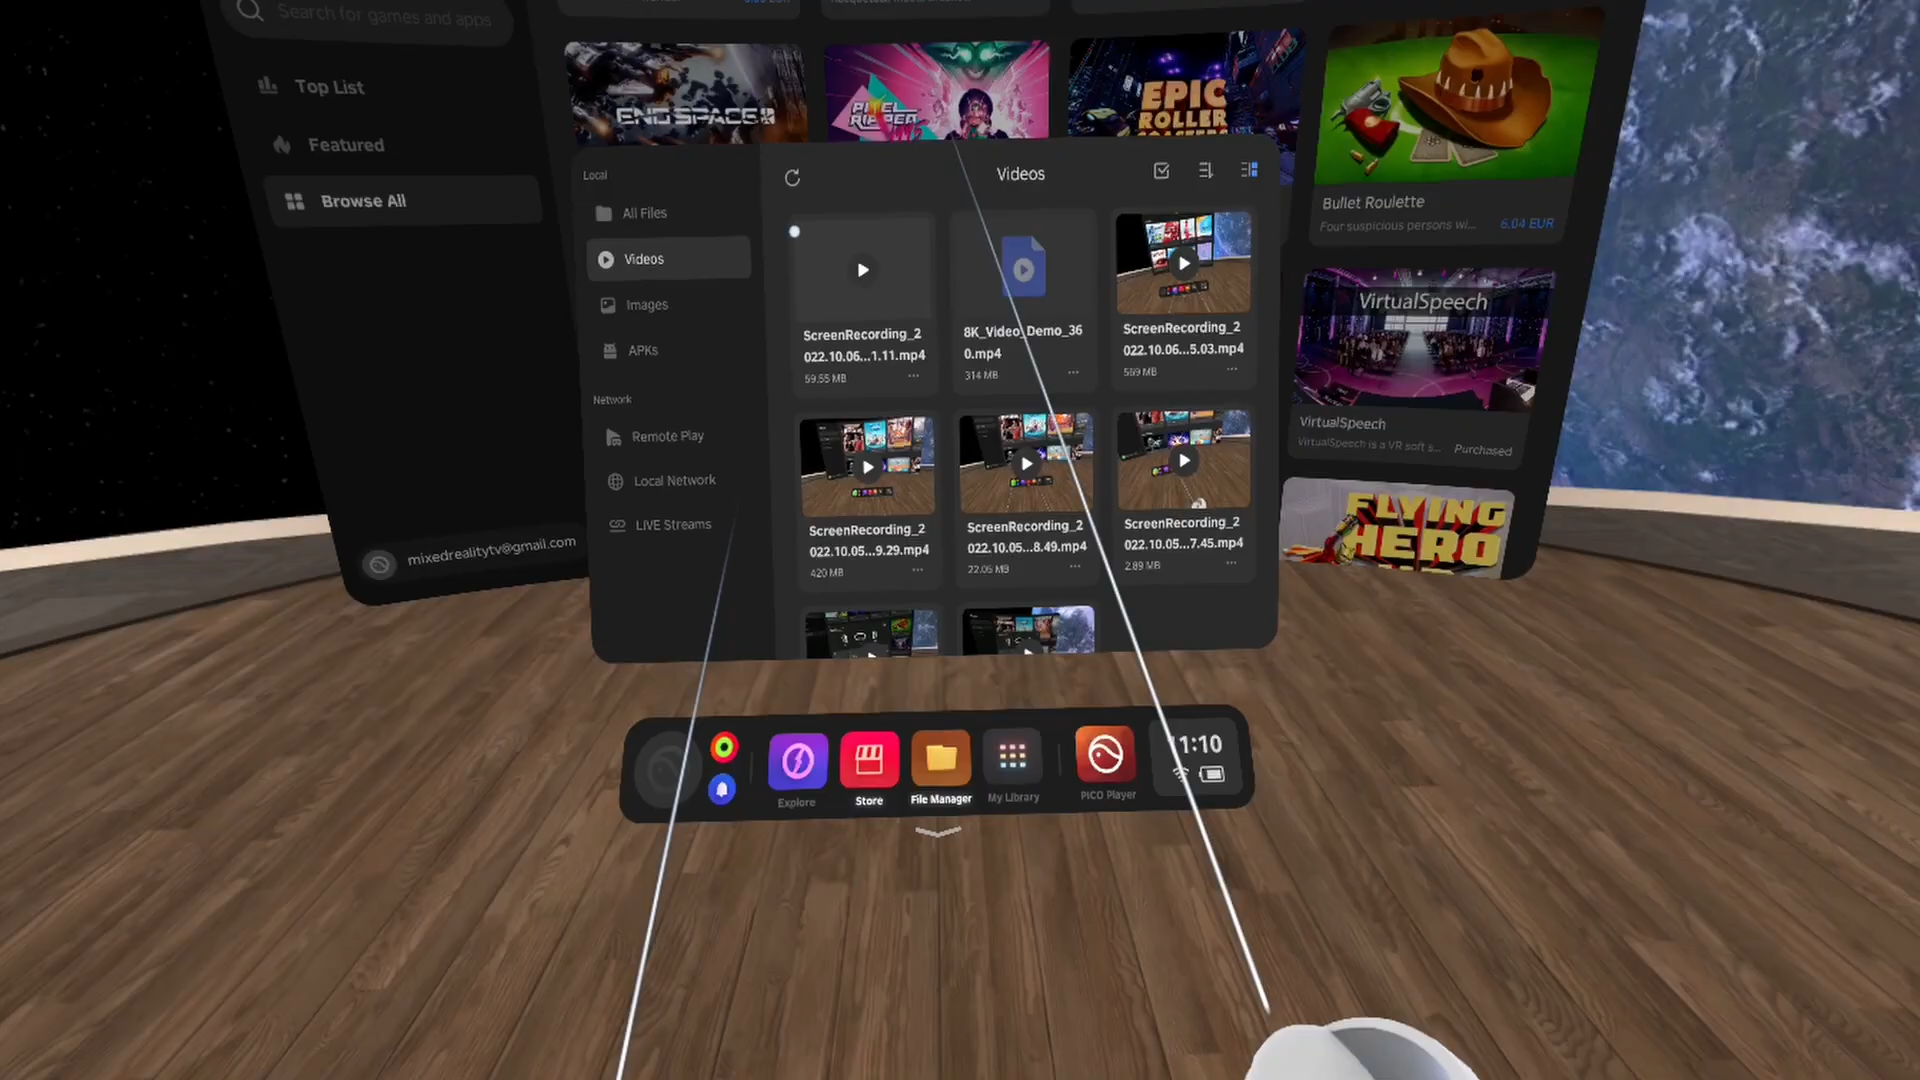 Search for games and apps
Top List
Featured
Browse All
mixedrealitytv@gmail.com
END SPACE
PIXEL
RIPPED
EPIC
ROLLER
COASTERS
Bullet Roulette
Four suspicious persons wi...
6.04 EUR
VirtualSpeech
VirtualSpeech
VirtualSpeech is a VR soft s...
Purchased
FLYING
HERO
Local
All Files
Videos
Images
APKs
Network
Remote Play
Local Network
LIVE Streams
Videos
ScreenRecording_2
022.10.06...1.11.mp4
59.55 MB
8K_Video_Demo_36
0.mp4
314 MB
ScreenRecording_2
022.10.06...5.03.mp4
569 MB
ScreenRecording_2
022.10.05...9.29.mp4
420 MB
ScreenRecording_2
022.10.05...8.49.mp4
22.05 MB
ScreenRecording_2
022.10.05...7.45.mp4
2.89 MB
Explore
Store
File Manager
My Library
PICO Player
11:10